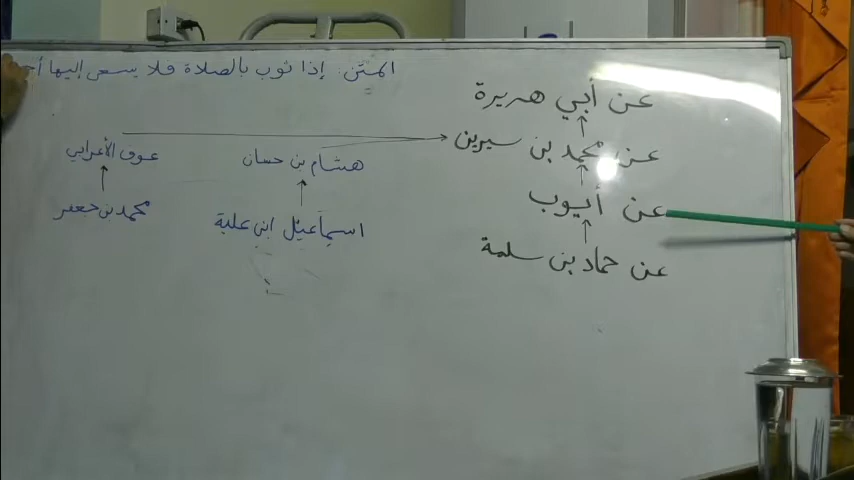 المتن: إذا ثوب بالصلاة فلا يسعى إليها
عن أبي هريرة
عن محمد بن سيرين
هشام بن حسان
عوف الأعرابي
عن أيوب
اسماعيل ابن علية
محمد بن جعفر
عن حماد بن سلمة